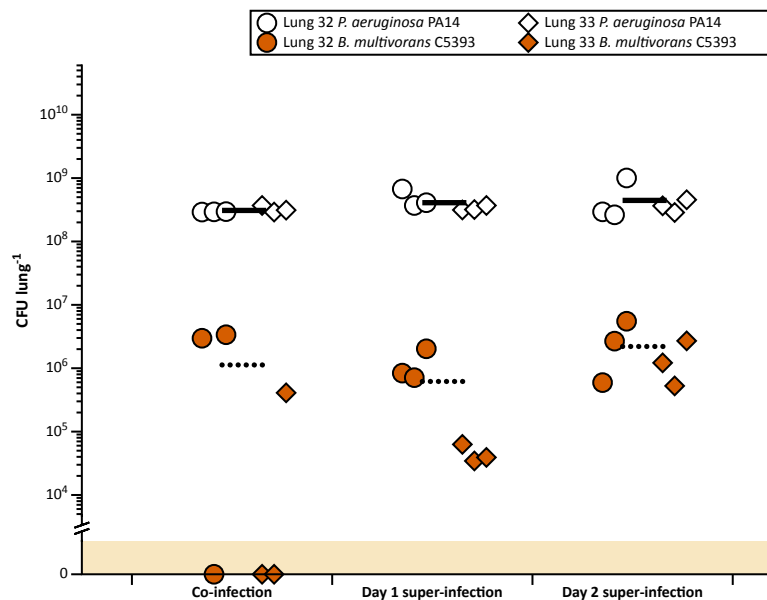 Lung 32 P. aeruginosa PA14 Lung 33 P. aeruginosa PA14
Lung 32 B. multivorans C5393 Lung 33 B. multivorans C5393
CFU lung⁻¹
10¹⁰
10⁹
10⁸
10⁷
10⁶
10⁵
10⁴
0
Co-infection Day 1 super-infection Day 2 super-infection